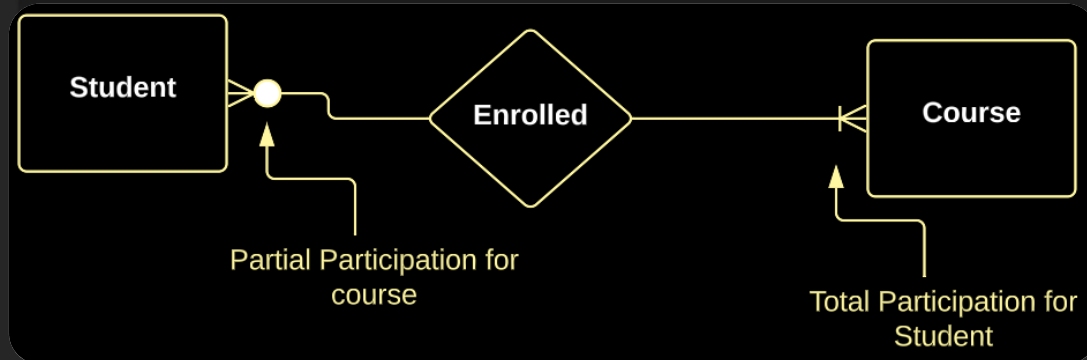 Student
Enrolled
Course
Partial Participation for
course
Total Participation for
Student